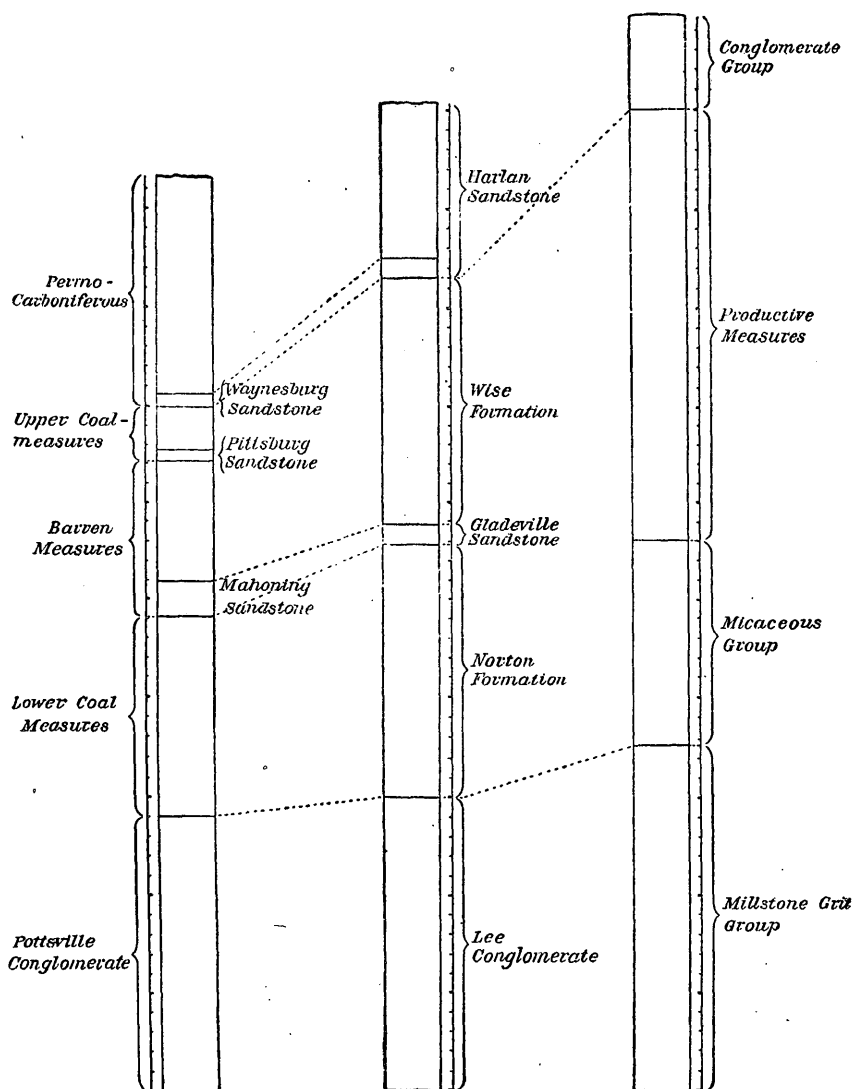 Conglomerate
Group
Harlan
Sandstone
Permo-
Carboniferous
Productive
Measures
Waynesburg
Sandstone
Wise
Formation
Upper Coal-
measures
Pittsburg
Sandstone
Barren
Measures
Gladeville
Sandstone
Mahoning
Sandstone
Micaceous
Group
Norton
Formation
Lower Coal
Measures
Millstone Grit
Group
Pottsville
Conglomerate
Lee
Conglomerate